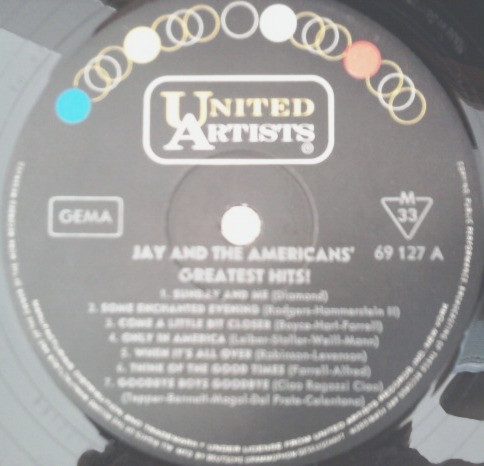 UNITED
ARTISTS
®
GEMA
M
33
69 127 A
JAY AND THE AMERICANS'
GREATEST HITS!
1. SUNDAY AND ME (Diamond)
2. SOME ENCHANTED EVENING (Rodgers-Hammerstein II)
3. COME A LITTLE BIT CLOSER (Boyce-Hart-Farrell)
4. ONLY IN AMERICA (Leiber-Stoller-Weill-Mann)
5. WHEN IT'S ALL OVER (Robinson-Levenson)
6. THINK OF THE GOOD TIMES (Farrell-Alfred)
7. GOODBYE BOYS GOODBYE (Ciao Ragazzi Ciao)
(Tepper-Bennett-Mogol-Del Prete-Celentano)